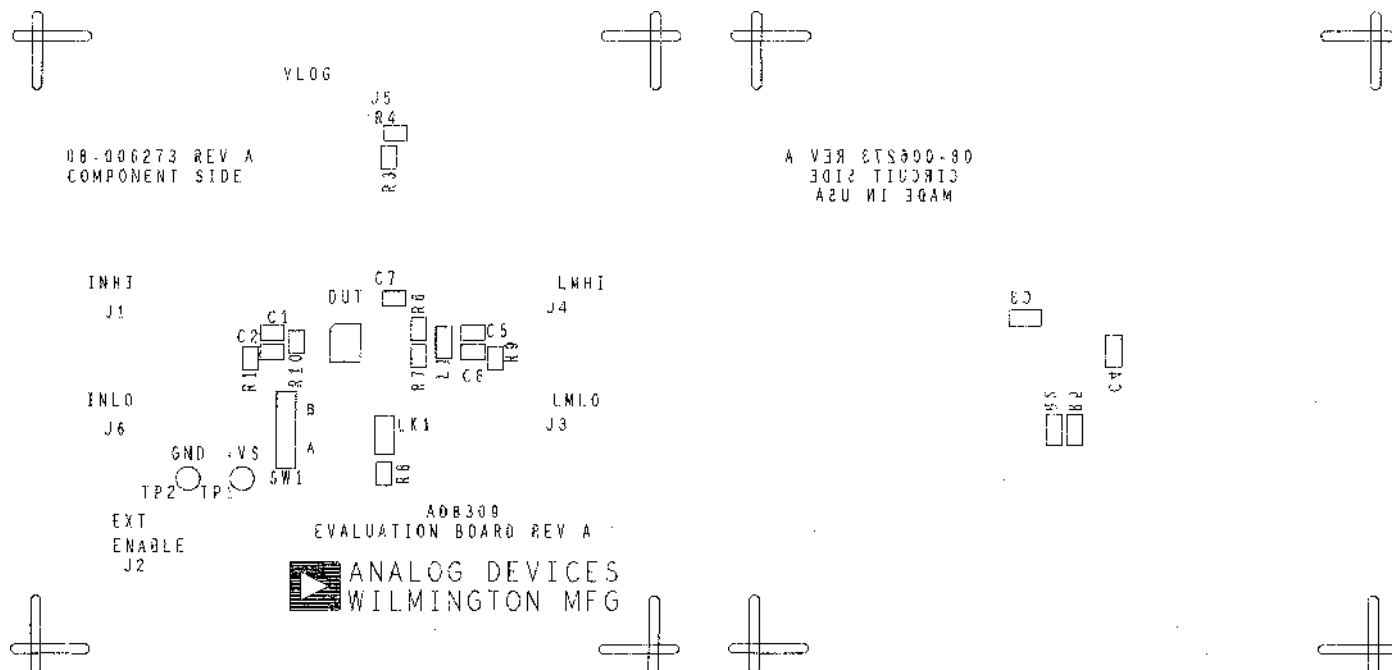 VLOG
J5
R4
R3
08-006273 REV A
COMPONENT SIDE
INHI
J1
C7
DUT
R6
LMHI
J4
C1
C2
R1
R10
R7
C5
C6
R9
INLO
J6
B
A
SW1
LK1
R8
LMLO
J3
GND
+VS
TP2
TP1
EXT
ENABLE
J2
AD8309
EVALUATION BOARD REV A
ANALOG DEVICES
WILMINGTON MFG
08-006273 REV A
CIRCUIT SIDE
MADE IN USA
C3
C4